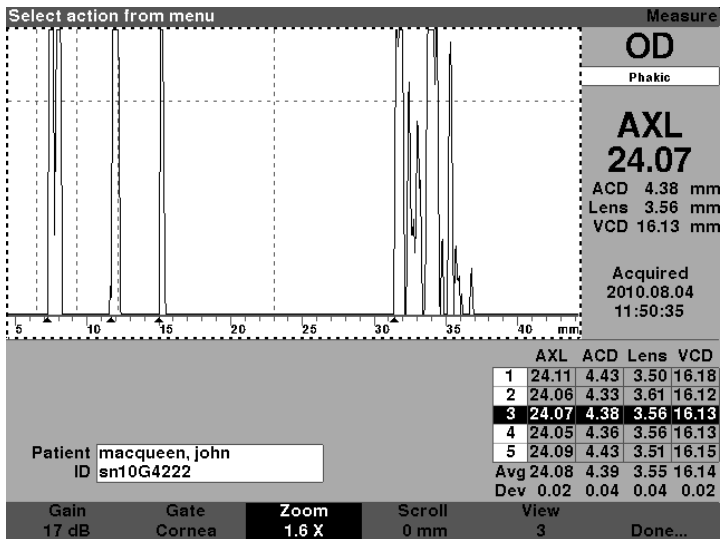 Select action from menu Measure
OD
Phakic
AXL
24.07
ACD 4.38 mm
Lens 3.56 mm
VCD 16.13 mm
Acquired
2010.08.04
11:50:35
5 10 15 20 25 30 35 40 mm
AXL ACD Lens VCD
1 24.11 4.43 3.50 16.18
2 24.06 4.33 3.61 16.12
3 24.07 4.38 3.56 16.13
4 24.05 4.36 3.56 16.13
5 24.09 4.43 3.51 16.15
Avg 24.08 4.39 3.55 16.14
Dev 0.02 0.04 0.04 0.02
Patient macqueen, john
ID sn10G4222
Gain Gate Zoom Scroll View
17 dB Cornea 1.6 X 0 mm 3 Done...